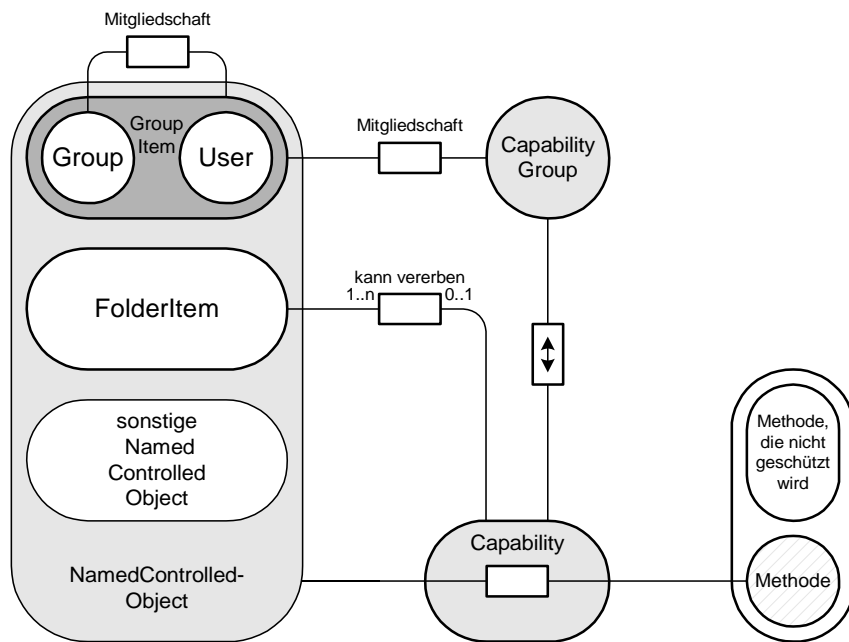 Mitgliedschaft
Group
Group
Item
User
Mitgliedschaft
Capability
Group
FolderItem
kann vererben
1..n
0..1
sonstige
Named
Controlled
Object
NamedControlled-
Object
Capability
Methode,
die nicht
geschützt
wird
Methode